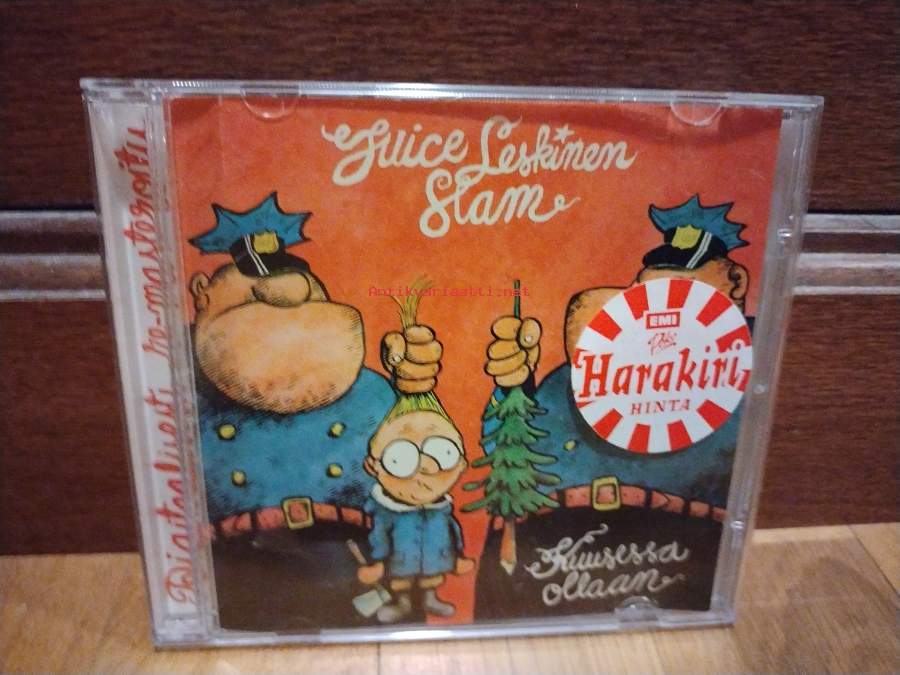 Juice Leskinen
Slam
Antikvariaatti.net
EMI
Harakiri
HINTA
Kuusessa
ollaan
Digitaalisesti re-masteroitu